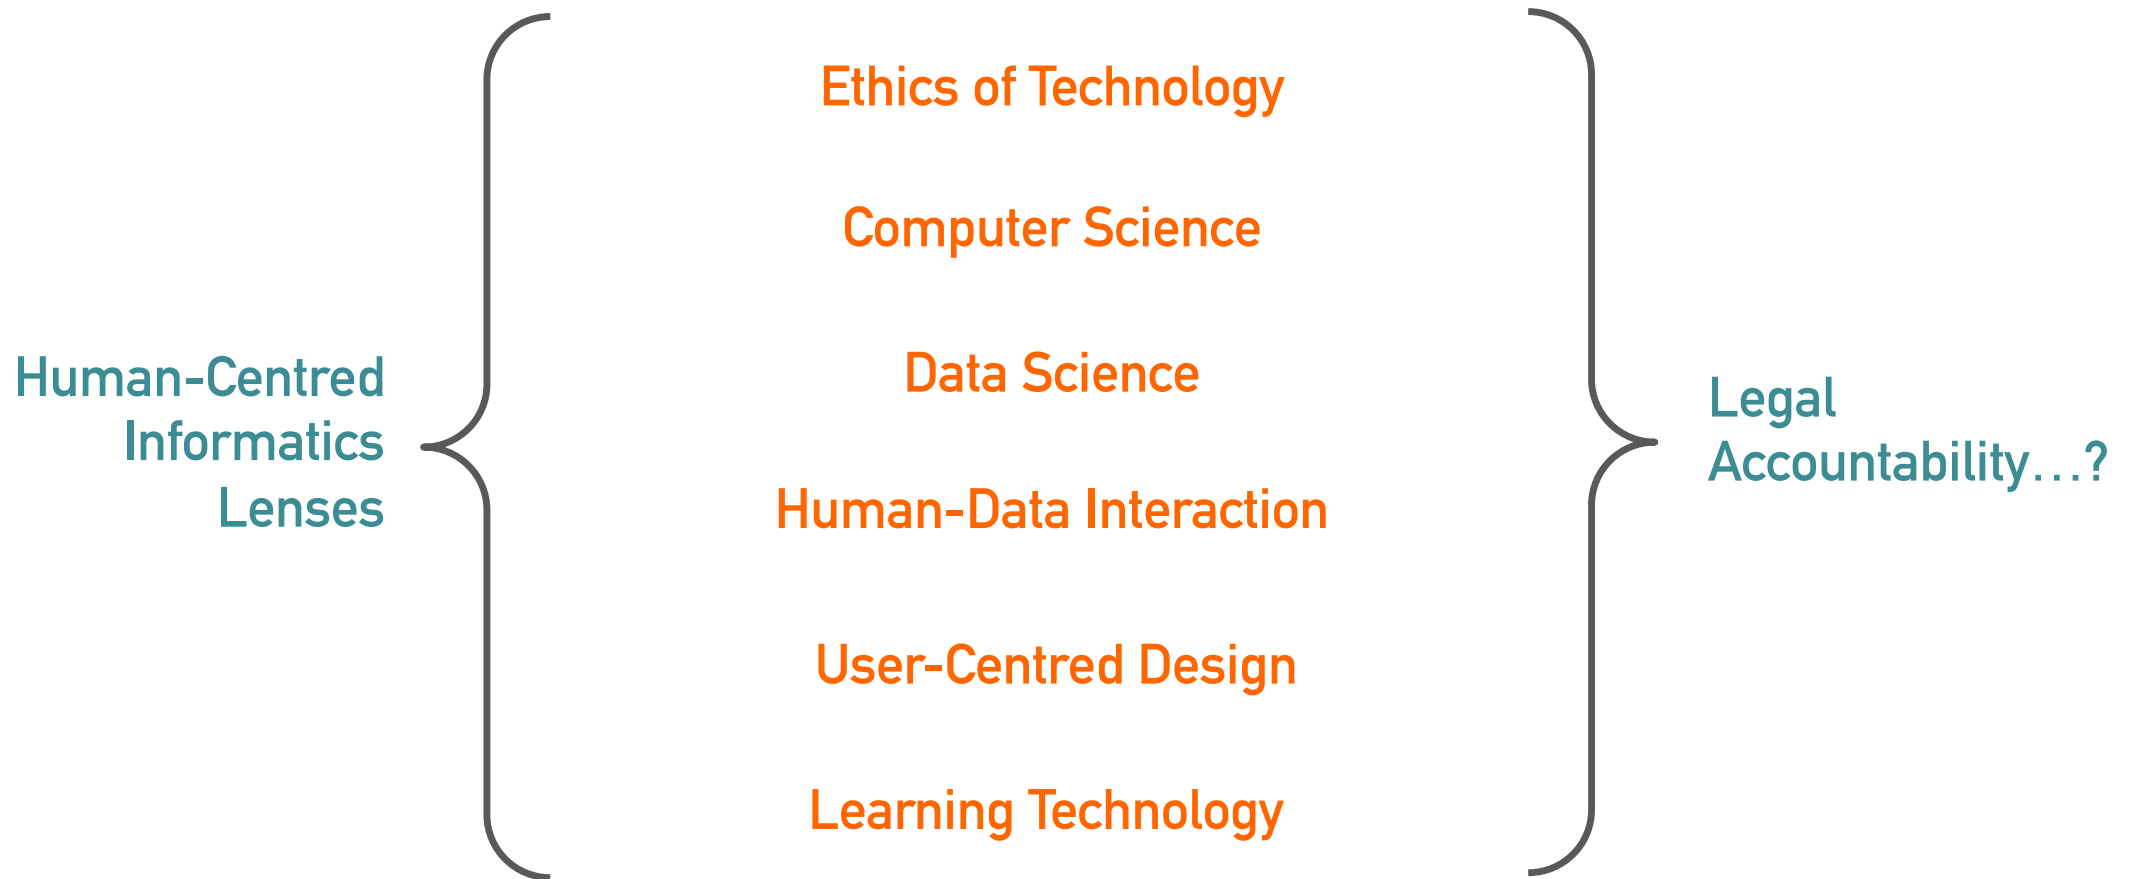 Human-Centred
Informatics
Lenses
Ethics of Technology
Computer Science
Data Science
Human-Data Interaction
User-Centred Design
Learning Technology
Legal
Accountability...?